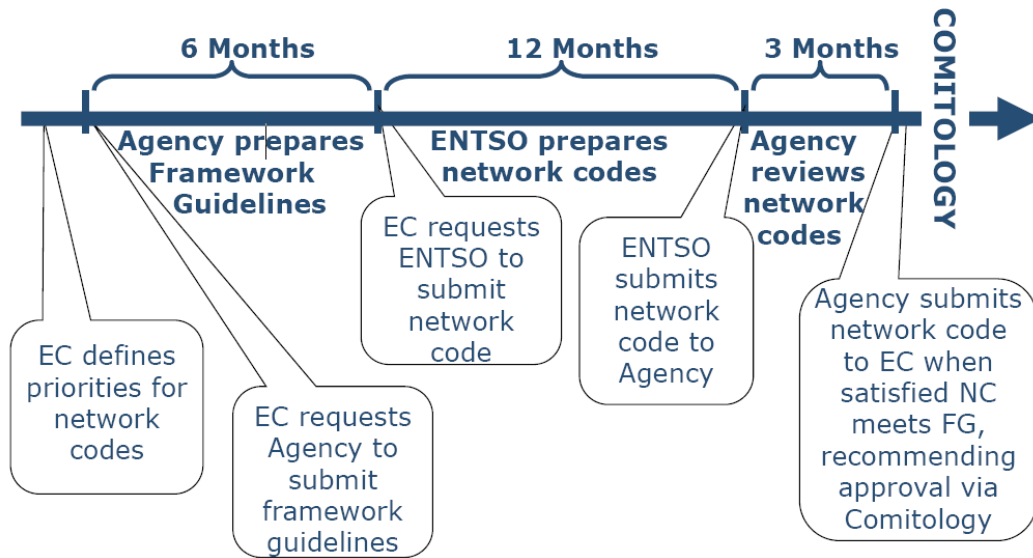 6 Months
12 Months
3 Months
COMITOLOGY
Agency prepares
Framework
Guidelines
ENTSO prepares
network codes
Agency
reviews
network
codes
EC defines
priorities for
network
codes
EC requests
Agency to
submit
framework
guidelines
EC requests
ENTSO to
submit
network
code
ENTSO
submits
network
code to
Agency
Agency submits
network code
to EC when
satisfied NC
meets FG,
recommending
approval via
Comitology